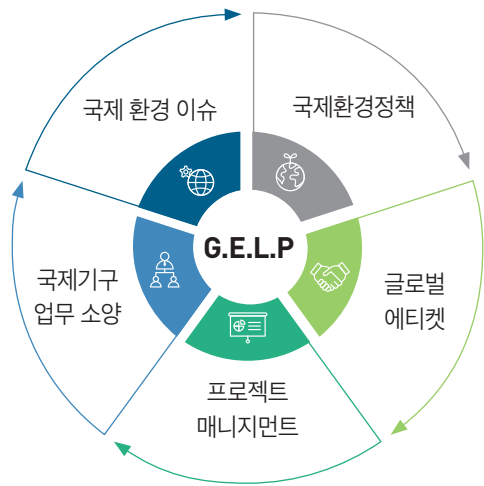 국제 환경 이슈
국제환경정책
G.E.L.P
국제기구
업무 소양
글로벌
에티켓
프로젝트
매니지먼트